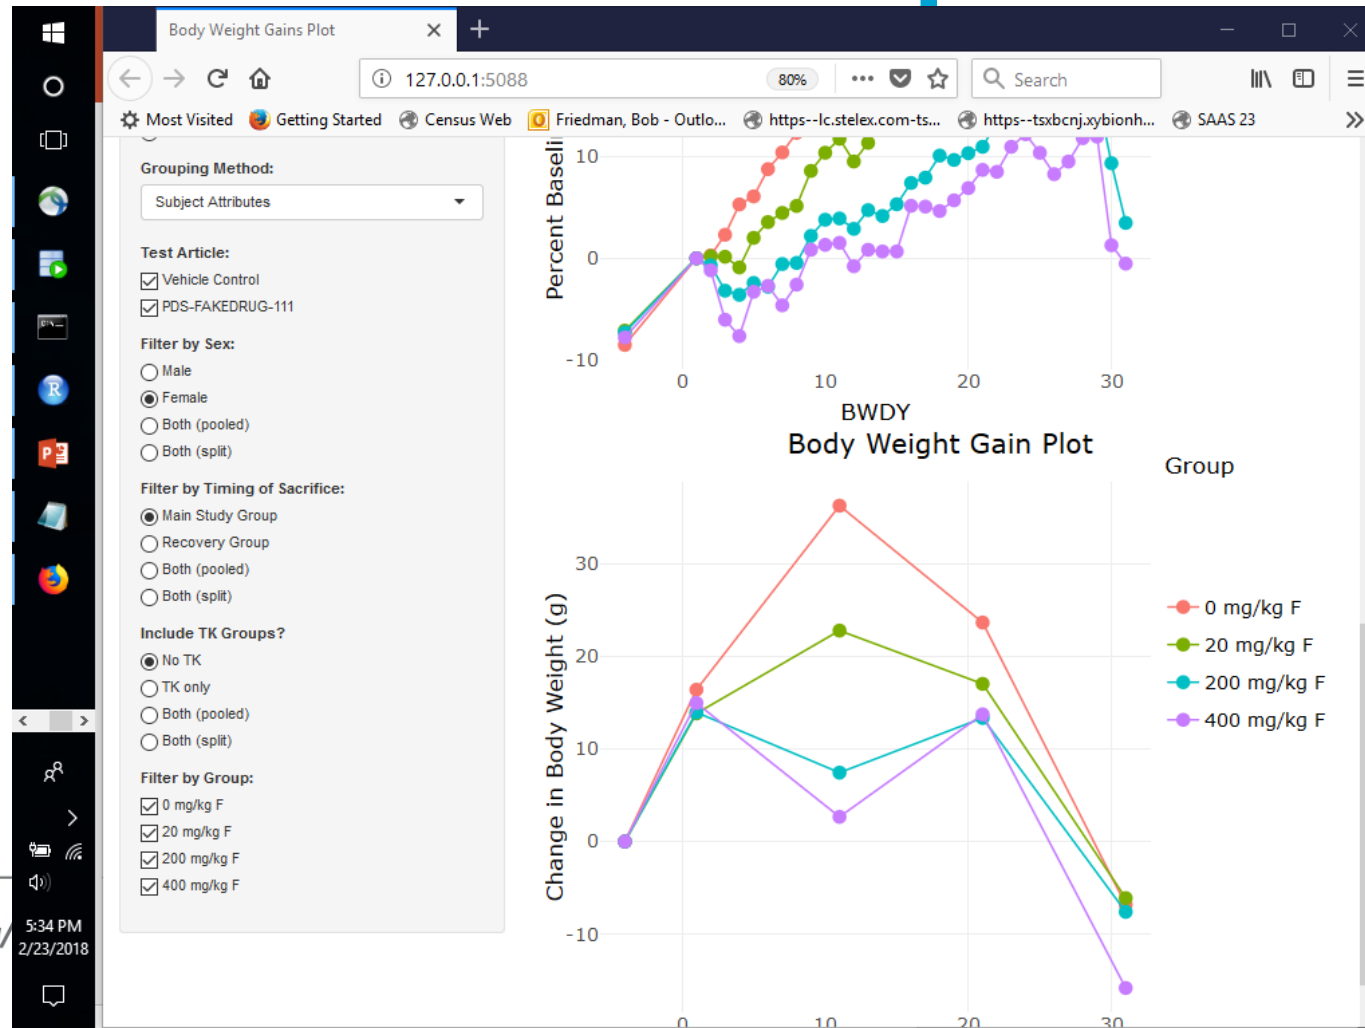 Body Weight Gains Plot
127.0.0.1:5088
80%
Search
Most Visited
Getting Started
Census Web
Friedman, Bob - Outlo...
https--lc.stelex.com-ts...
https--tsxbcnj.xybionh...
SAAS 23
Grouping Method:
Subject Attributes
Test Article:
Vehicle Control
PDS-FAKEDRUG-111
Filter by Sex:
Male
Female
Both (pooled)
Both (split)
Filter by Timing of Sacrifice:
Main Study Group
Recovery Group
Both (pooled)
Both (split)
Include TK Groups?
No TK
TK only
Both (pooled)
Both (split)
Filter by Group:
0 mg/kg F
20 mg/kg F
200 mg/kg F
400 mg/kg F
Percent
10
0
-10
0 10 20 30
BWDY
Body Weight Gain Plot
Group
Change in Body Weight (g)
30
20
10
0
-10
0 10 20 30
0 mg/kg F
20 mg/kg F
200 mg/kg F
400 mg/kg F
5:34 PM
2/23/2018